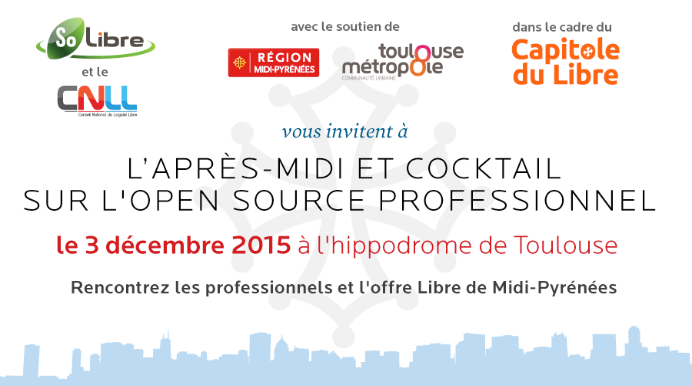 So Libre
et le
CNLL
Conseil National du Logiciel Libre
avec le soutien de
RÉGION
MIDI-PYRÉNÉES
toulouse
métropole
COMMUNAUTÉ URBAINE
dans le cadre du
Capitole
du Libre
vous invitent à
L'APRÈS-MIDI ET COCKTAIL
SUR L'OPEN SOURCE PROFESSIONNEL
le 3 décembre 2015 à l'hippodrome de Toulouse
Rencontrez les professionnels et l'offre Libre de Midi-Pyrénées